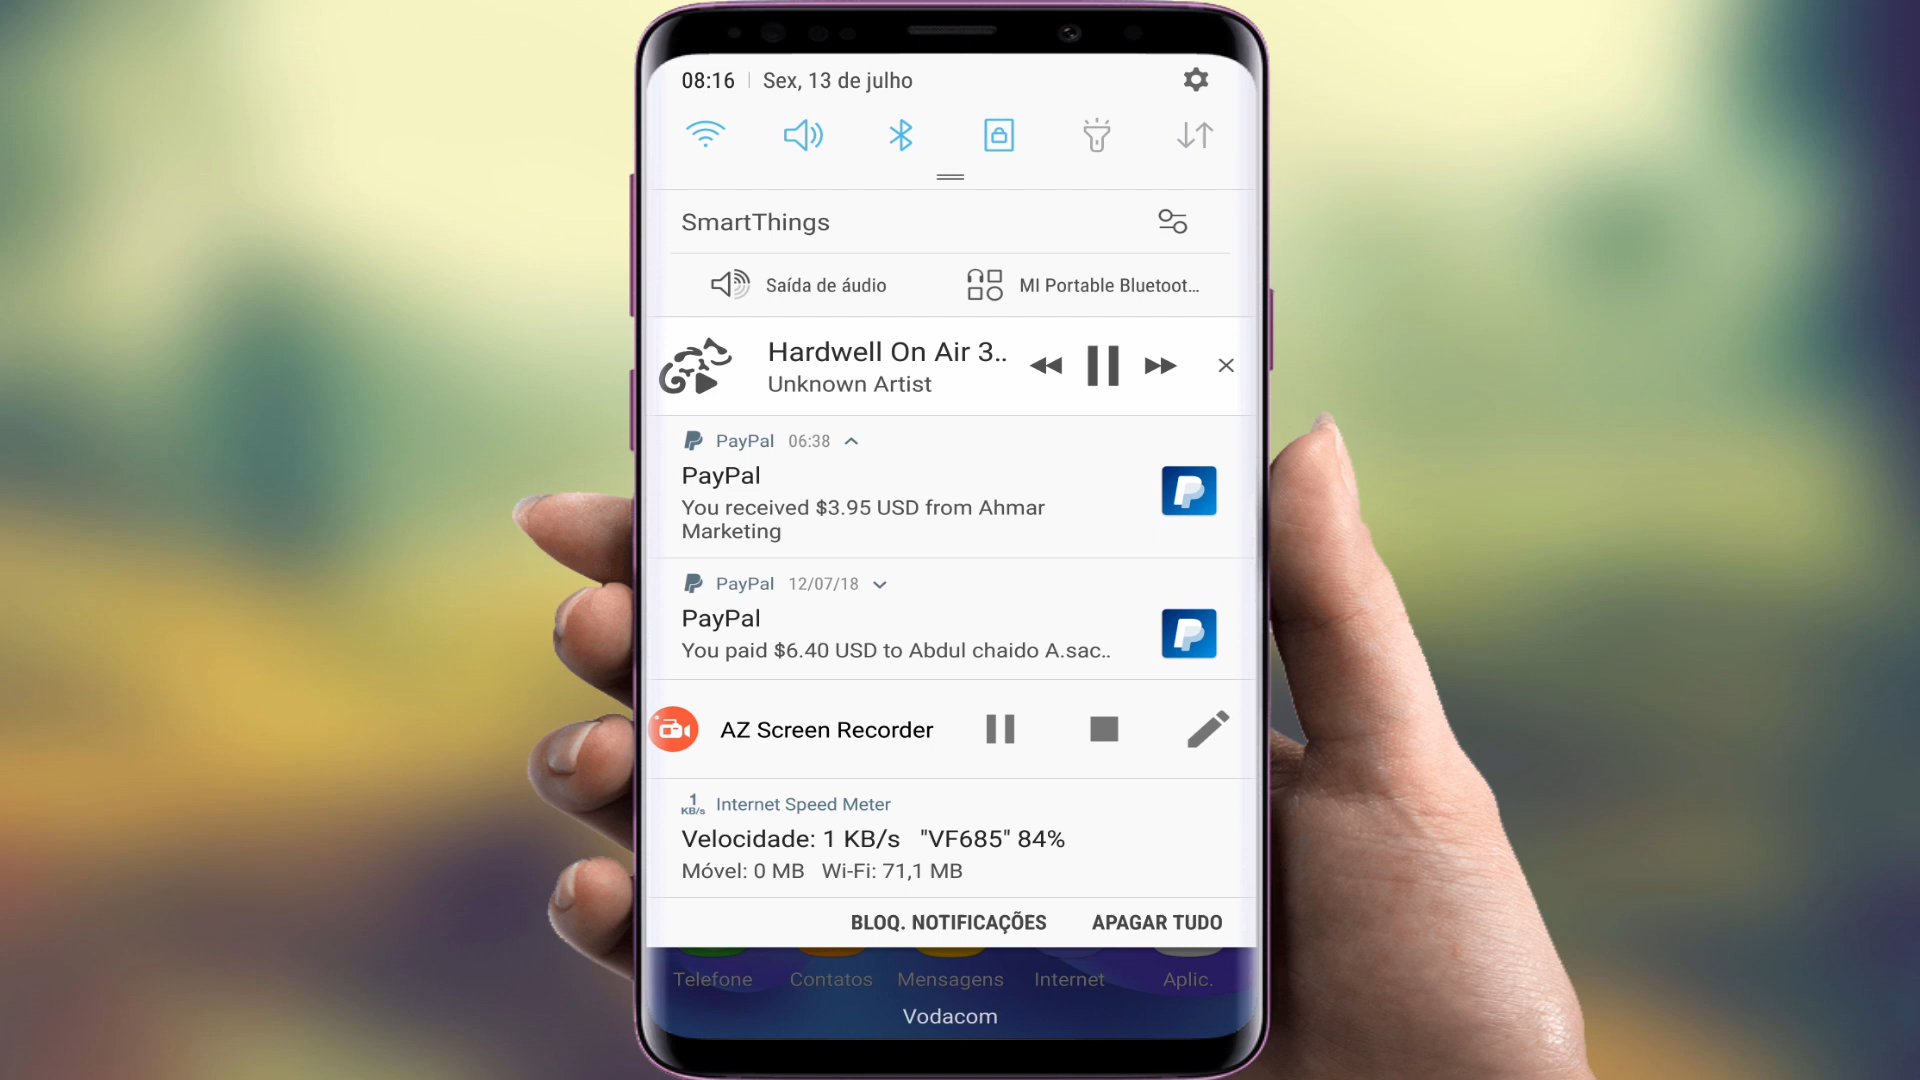 08:16 | Sex, 13 de julho
SmartThings
Saída de áudio MI Portable Bluetoot...
Hardwell On Air 3..
Unknown Artist
PayPal 06:38
PayPal
You received $3.95 USD from Ahmar
Marketing
PayPal 12/07/18
PayPal
You paid $6.40 USD to Abdul chaido A.sac..
AZ Screen Recorder
1 KB/s Internet Speed Meter
Velocidade: 1 KB/s "VF685" 84%
Móvel: 0 MB Wi-Fi: 71,1 MB
BLOQ. NOTIFICAÇÕES APAGAR TUDO
Telefone Contatos Mensagens Internet Aplic.
Vodacom